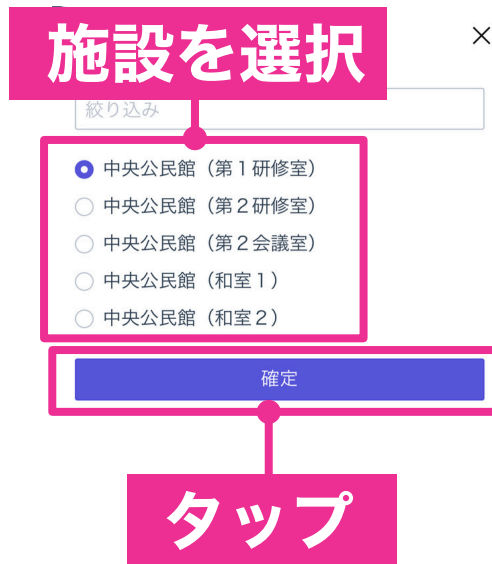 施設を選択
絞り込み
中央公民館（第1研修室）
中央公民館（第2研修室）
中央公民館（第2会議室）
中央公民館（和室1）
中央公民館（和室2）
確定
タップ